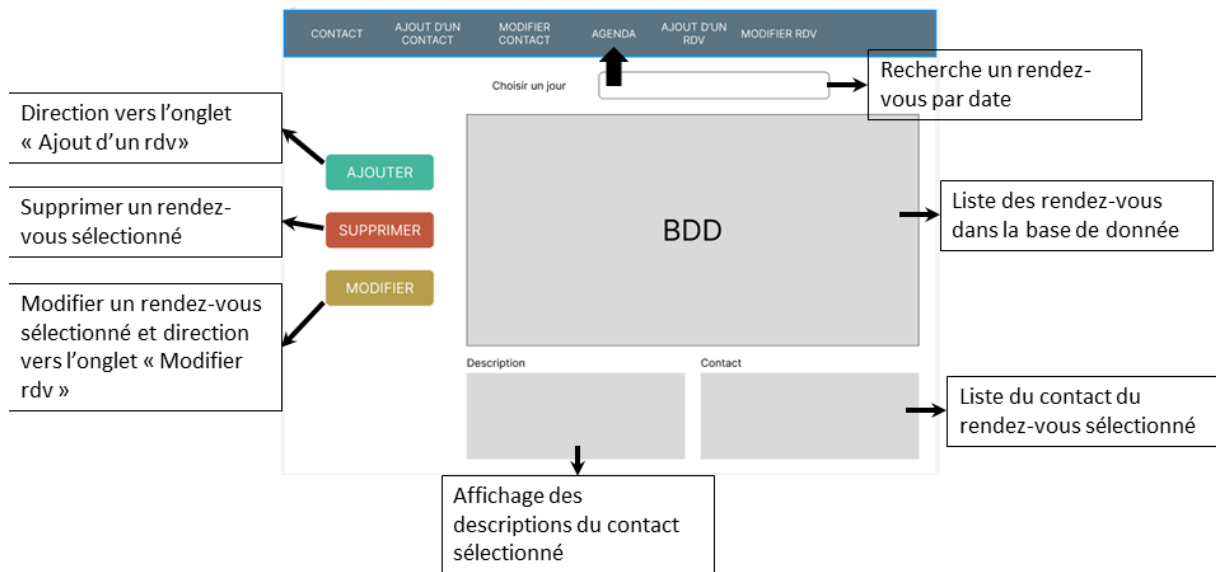 CONTACT
AJOUT D'UN
CONTACT
MODIFIER
CONTACT
AGENDA
AJOUT D'UN
RDV
MODIFIER RDV
Choisir un jour
Recherche un rendez-
vous par date
Direction vers l'onglet
« Ajout d'un rdv»
AJOUTER
Supprimer un rendez-
vous sélectionné
SUPPRIMER
BDD
Liste des rendez-vous
dans la base de donnée
MODIFIER
Modifier un rendez-vous
sélectionné et direction
vers l'onglet « Modifier
rdv »
Description
Contact
Liste du contact du
rendez-vous sélectionné
Affichage des
descriptions du contact
sélectionné